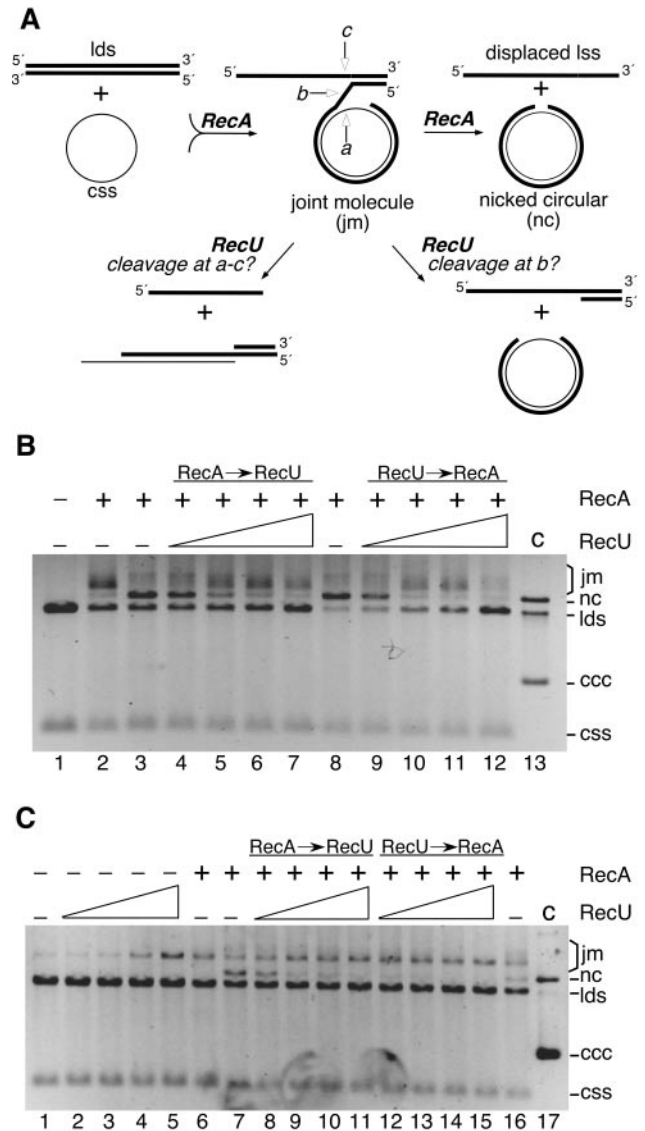 A
5´ lds 3´
3´ 5´
+
css
RecA
c
5´ 3´
5´
b
a
joint molecule
(jm)
RecA
displaced lss
5´ 3´
+
nicked circular
(nc)
RecU
cleavage at a-c?
5´
+
3´
5´
RecU
cleavage at b?
5´ 3´
5´
+
B
RecA→RecU RecU→RecA
– + + + + + + + + + + + RecA
– – – – C RecU
jm
nc
lds
ccc
css
1 2 3 4 5 6 7 8 9 10 11 12 13
C
RecA→RecU RecU→RecA
– – – – – + + + + + + + + + + + RecA
– – – – C RecU
jm
nc
lds
ccc
css
1 2 3 4 5 6 7 8 9 10 11 12 13 14 15 16 17